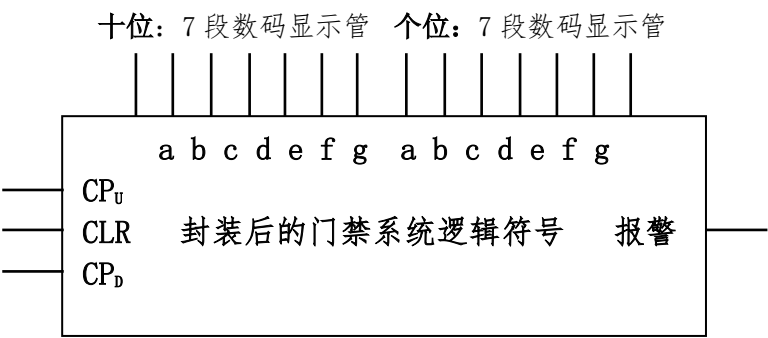 十位：7 段数码显示管 个位：7 段数码显示管
a b c d e f g a b c d e f g
CPU
CLR 封装后的门禁系统逻辑符号 报警
CPD